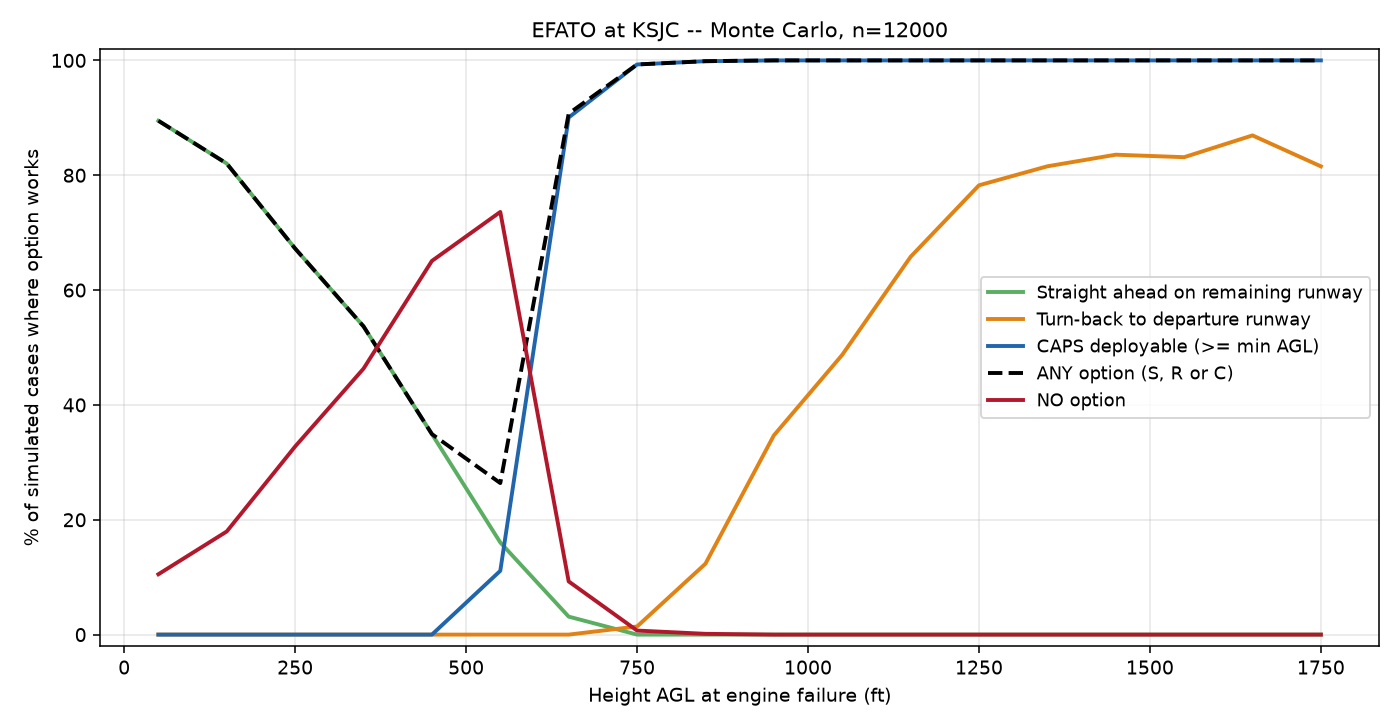 EFATO at KSJC -- Monte Carlo, n=12000
% of simulated cases where option works
100
80
60
40
20
0
Straight ahead on remaining runway
Turn-back to departure runway
CAPS deployable (>= min AGL)
ANY option (S, R or C)
NO option
0 250 500 750 1000 1250 1500 1750
Height AGL at engine failure (ft)